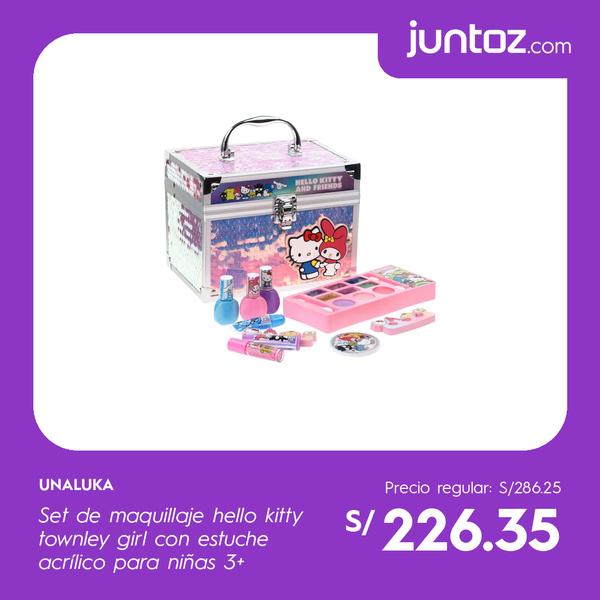 juntoz.com
HELLO KITTY
AND FRIENDS
UNALUKA
Set de maquillaje hello kitty
townley girl con estuche
acrílico para niñas 3+
Precio regular: S/286.25
S/ 226.35